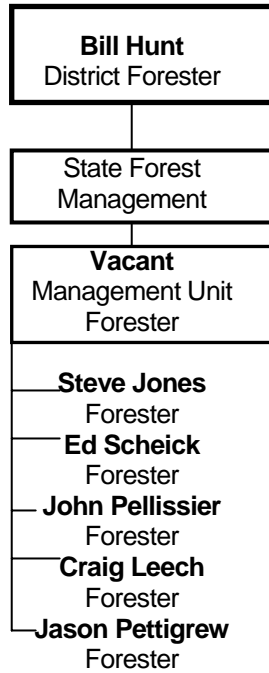 Bill Hunt
District Forester
State Forest
Management
Vacant
Management Unit
Forester
Steve Jones
Forester
Ed Scheick
Forester
John Pellissier
Forester
Craig Leech
Forester
Jason Pettigrew
Forester